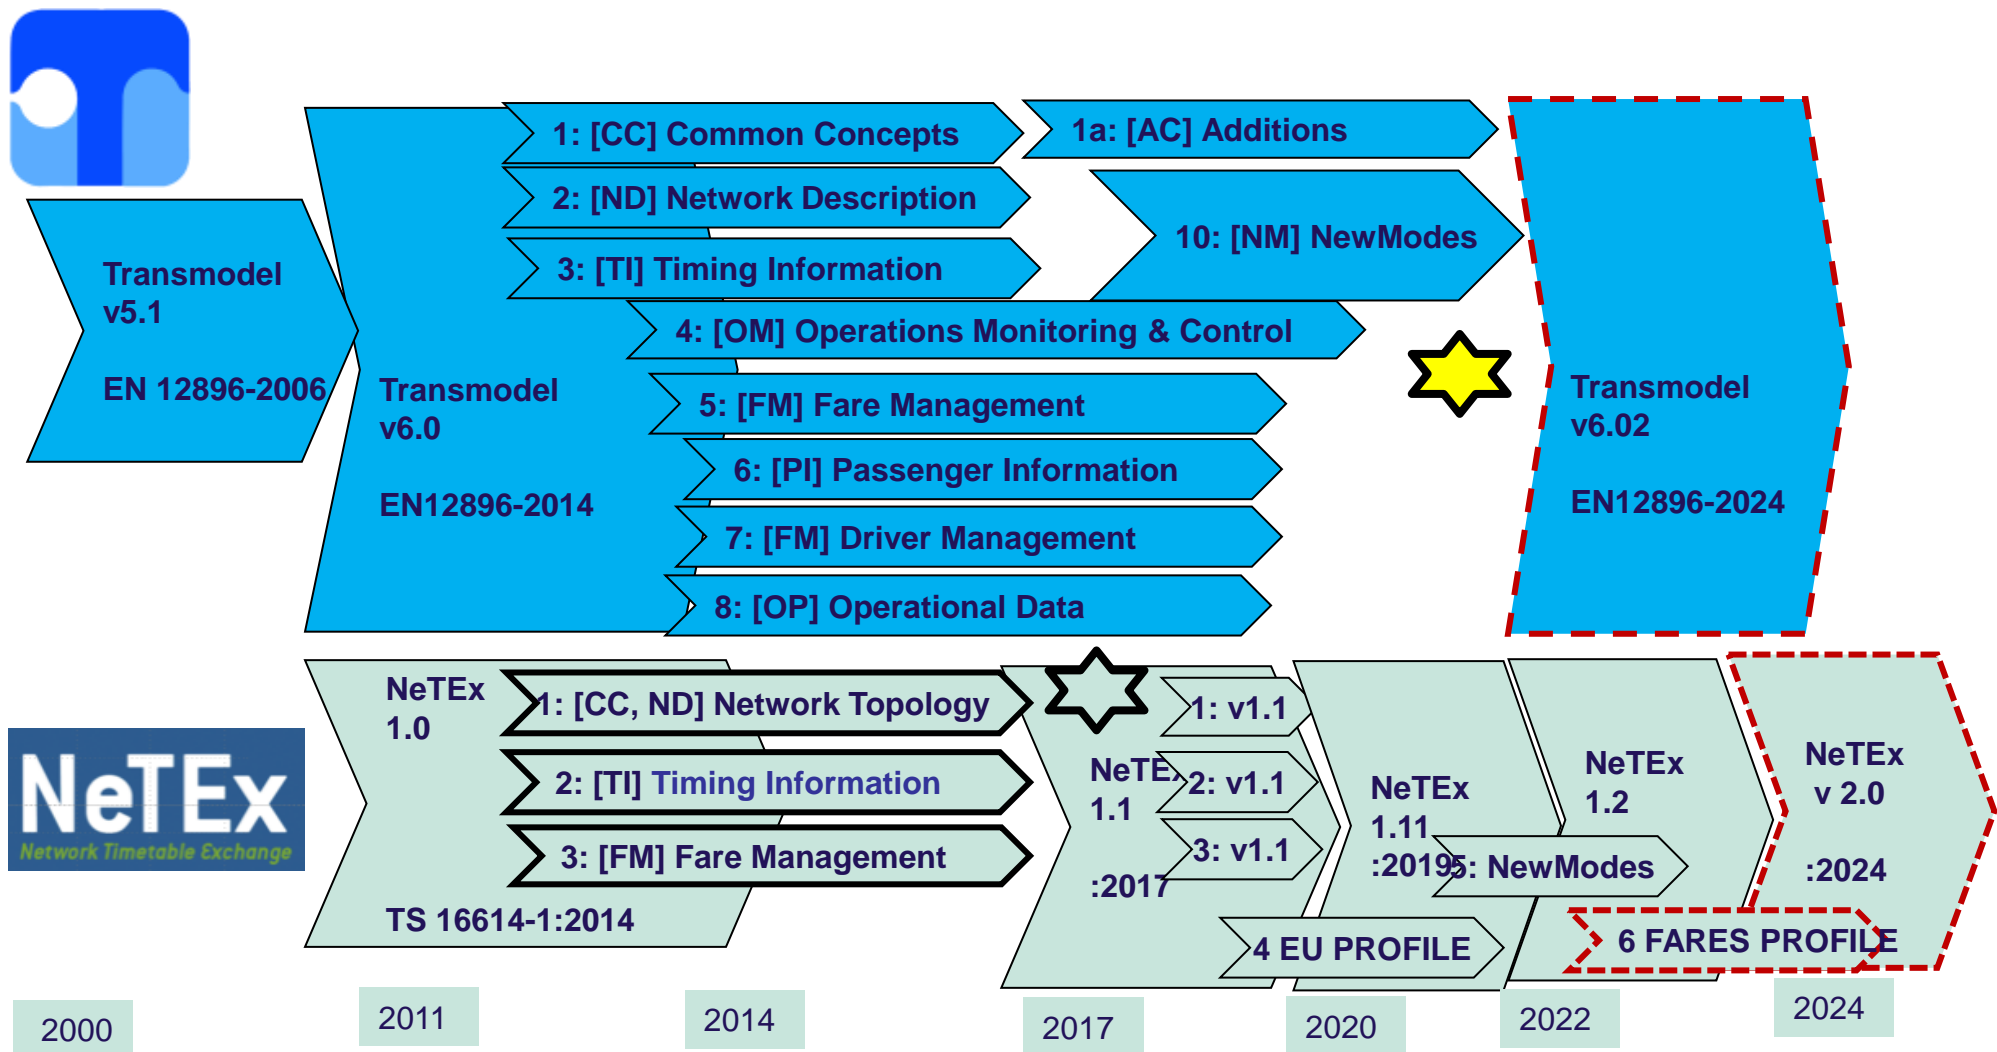 1: [CC] Common Concepts
1a: [AC] Additions
2: [ND] Network Description
10: [NM] NewModes
3: [TI] Timing Information
Transmodel
v5.1
EN 12896-2006
4: [OM] Operations Monitoring & Control
Transmodel
v6.0
EN12896-2014
5: [FM] Fare Management
6: [PI] Passenger Information
7: [FM] Driver Management
8: [OP] Operational Data
Transmodel
v6.02
EN12896-2024
NeTEx
Network Timetable Exchange
NeTEx
1.0
TS 16614-1:2014
1: [CC, ND] Network Topology
2: [TI] Timing Information
3: [FM] Fare Management
NeTEx
1.1
:2017
1: v1.1
2: v1.1
3: v1.1
4 EU PROFILE
NeTEx
1.11
:2019
5: NewModes
NeTEx
1.2
6 FARES PROFILE
NeTEx
v 2.0
:2024
2000
2011
2014
2017
2020
2022
2024